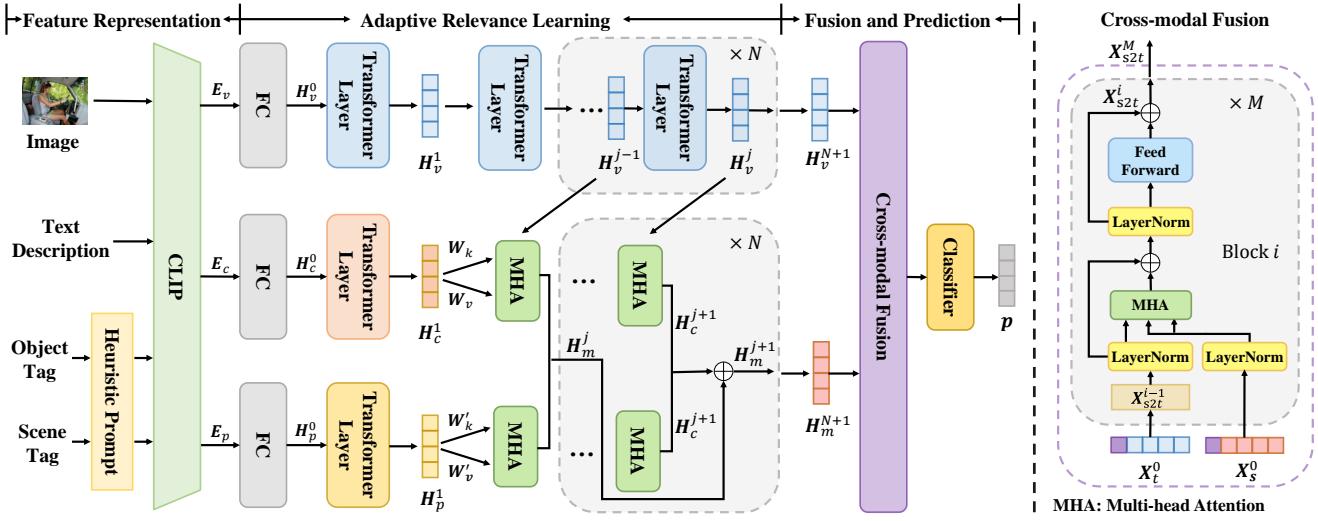 Feature Representation
Adaptive Relevance Learning
Fusion and Prediction
Cross-modal Fusion
Image
Text
Description
Object
Tag
Scene
Tag
Heuristic Prompt
CLIP
E_v
FC
H_v^0
Transformer
Layer
H_v^1
Transformer
Layer
...
H_v^{j-1}
Transformer
Layer
H_v^j
× N
H_v^{N+1}
E_c
FC
H_c^0
Transformer
Layer
H_c^1
W_k
W_v
MHA
...
MHA
× N
H_c^{j+1}
H_m^j
H_m^{j+1}
H_m^{N+1}
E_p
FC
H_p^0
Transformer
Layer
H_p^1
W'_k
W'_v
MHA
...
MHA
H_c^{j+1}
Cross-modal Fusion
Classifier
p
X_{s2t}^M
X_{s2t}^i
× M
Feed
Forward
LayerNorm
Block i
MHA
LayerNorm
LayerNorm
X_{s2t}^{i-1}
X_t^0
X_s^0
MHA: Multi-head Attention